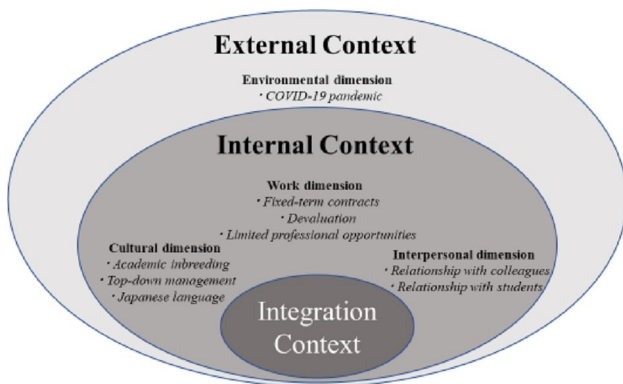 External Context
Environmental dimension
· COVID-19 pandemic
Internal Context
Work dimension
· Fixed-term contracts
· Devaluation
· Limited professional opportunities
Cultural dimension
· Academic inbreeding
· Top-down management
· Japanese language
Interpersonal dimension
· Relationship with colleagues
· Relationship with students
Integration
Context